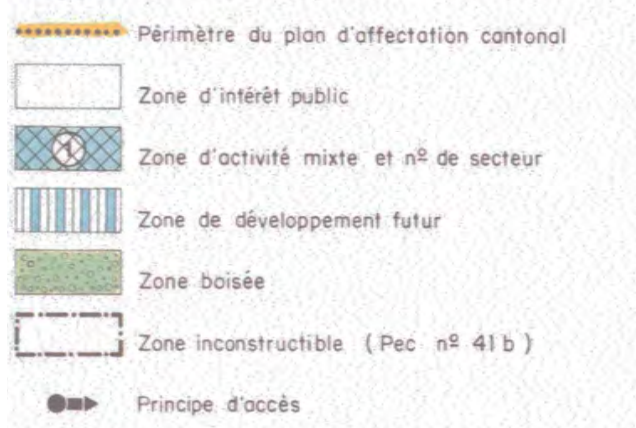 Périmètre du plan d'affectation cantonal
Zone d'intérêt public
1
Zone d'activité mixte et nº de secteur
Zone de développement futur
Zone boisée
Zone inconstructible ( Pec nº 41 b )
Principe d'accès